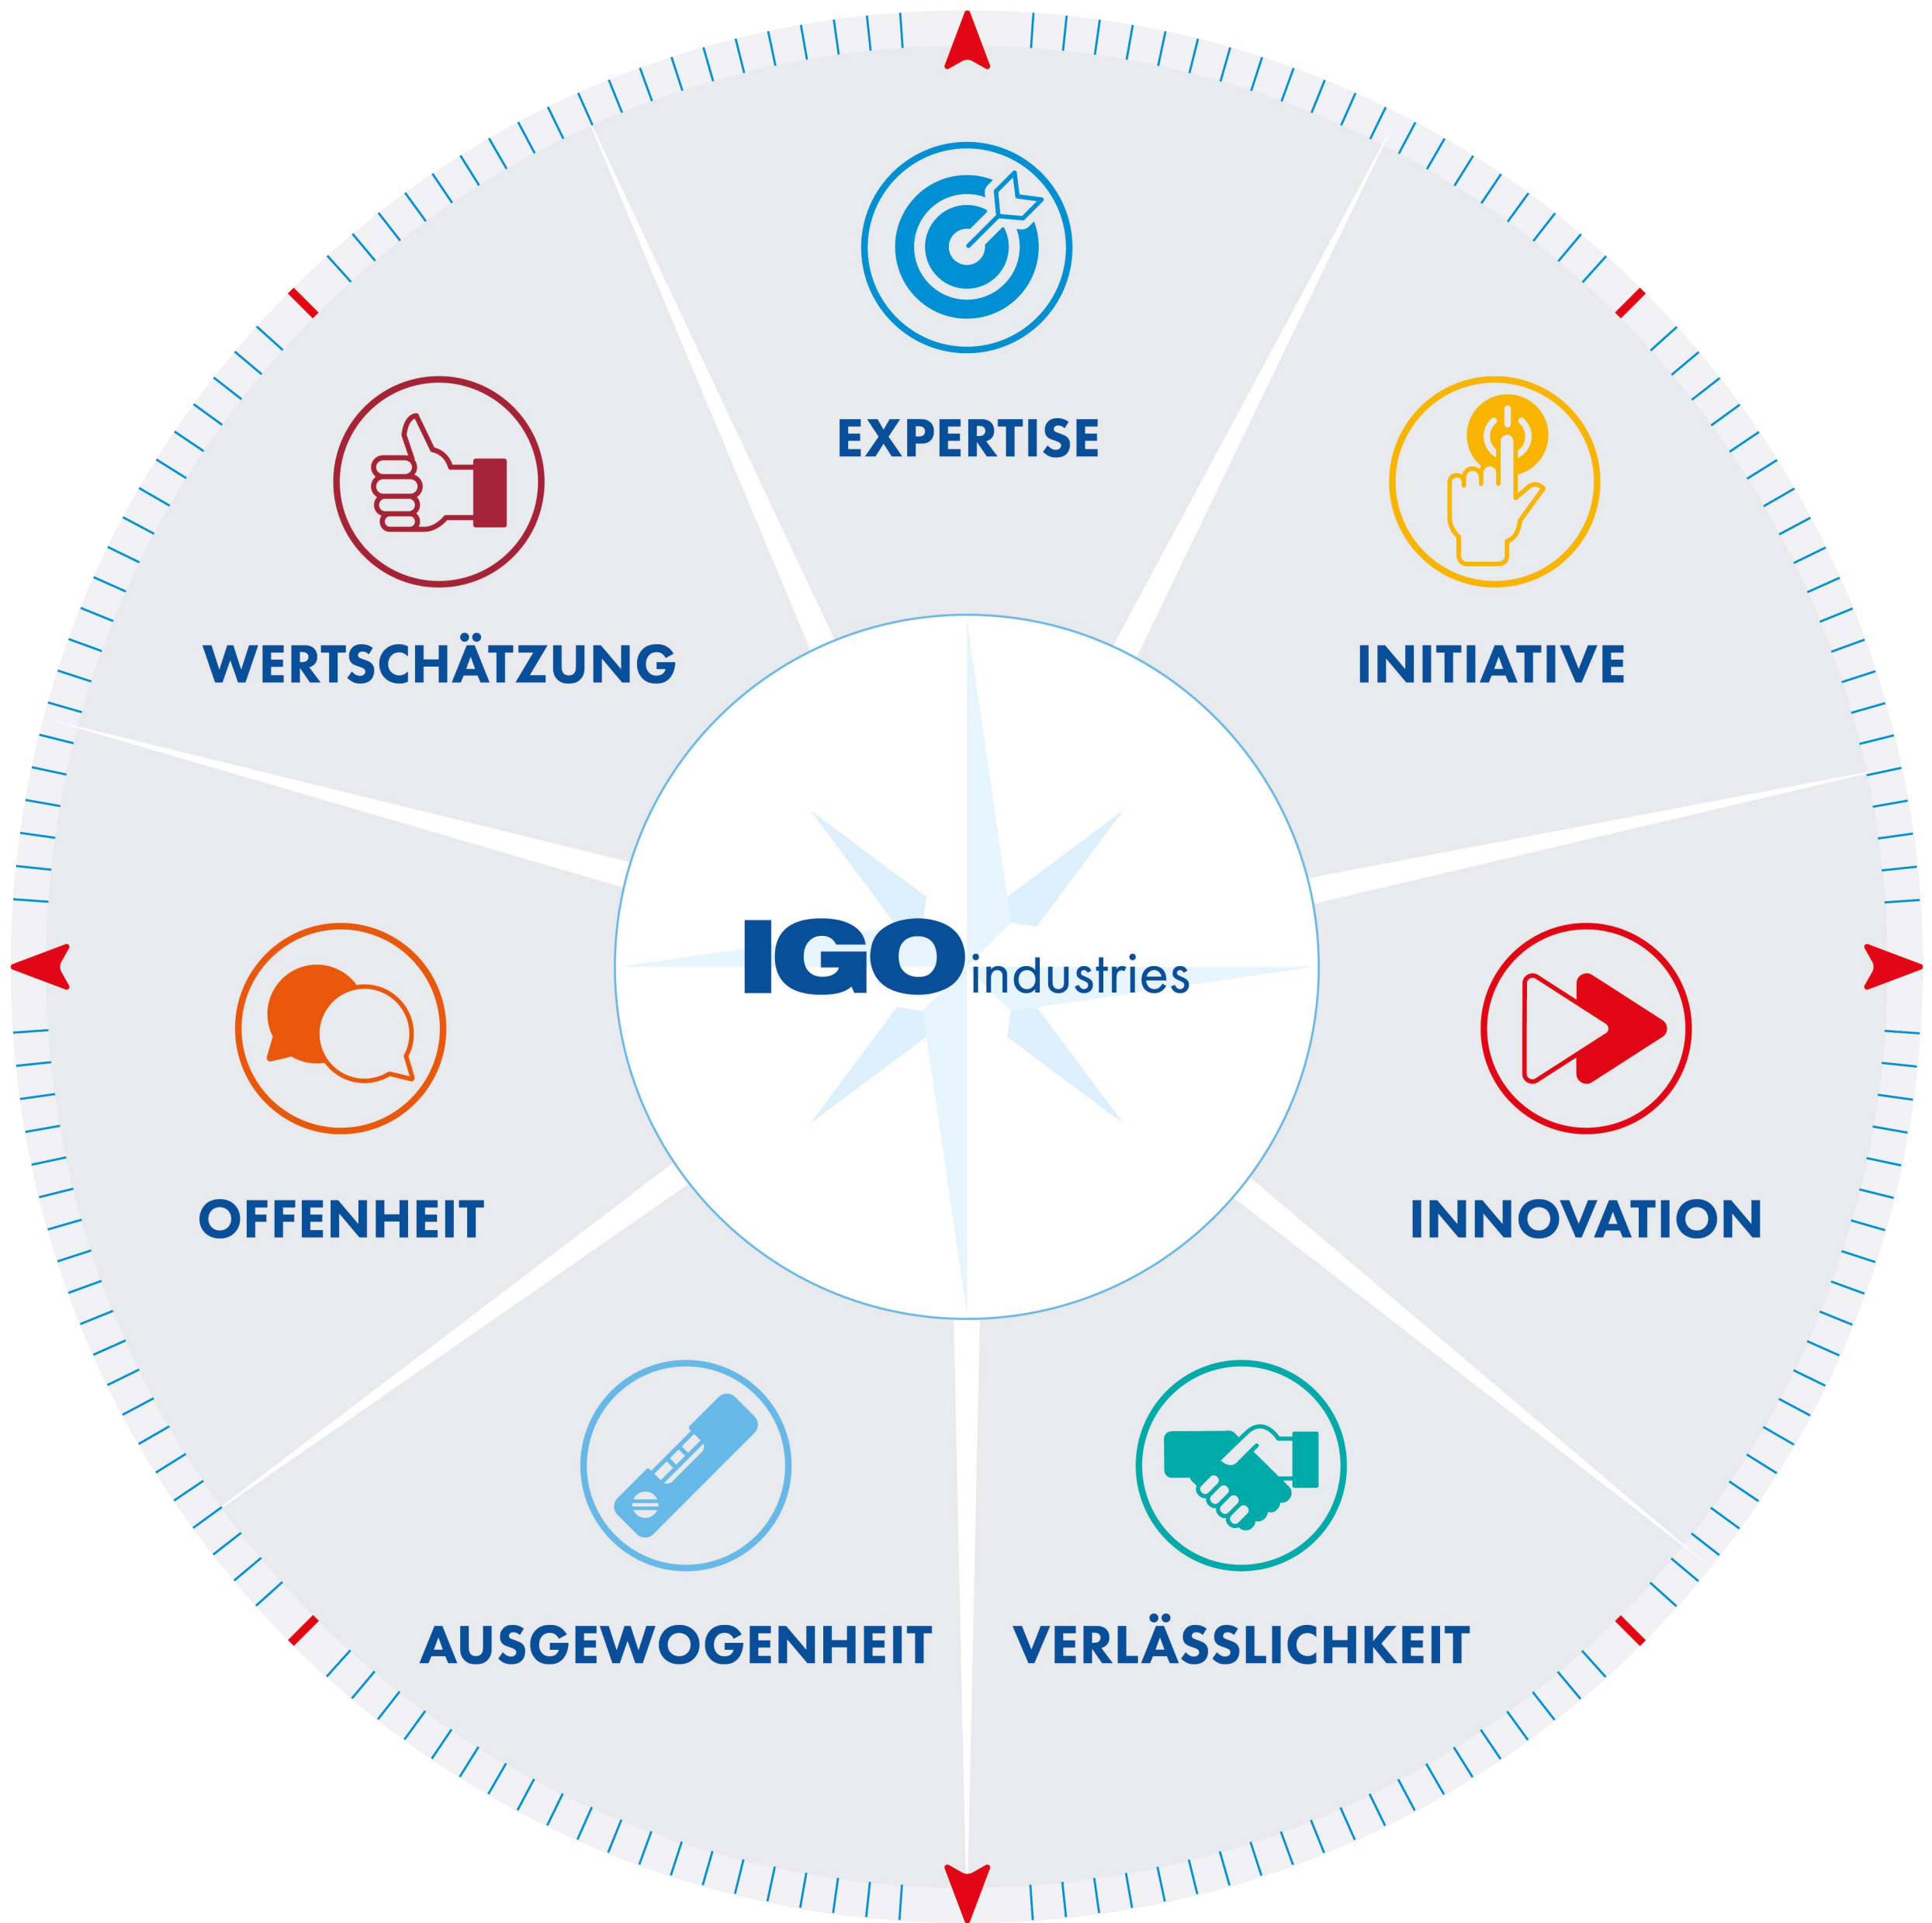 EXPERTISE
WERTSCHÄTZUNG
INITIATIVE
IGO industries
OFFENHEIT
INNOVATION
AUSGEWOGENHEIT
VERLÄSSLICHKEIT